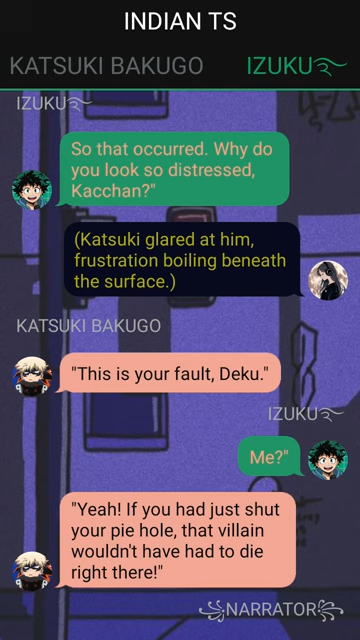 INDIAN TS
KATSUKI BAKUGO IZUKU
IZUKU
So that occurred. Why do
you look so distressed,
Kacchan?"
(Katsuki glared at him,
frustration boiling beneath
the surface.)
KATSUKI BAKUGO
"This is your fault, Deku."
IZUKU
Me?"
"Yeah! If you had just shut
your pie hole, that villain
wouldn't have had to die
right there!"
NARRATOR